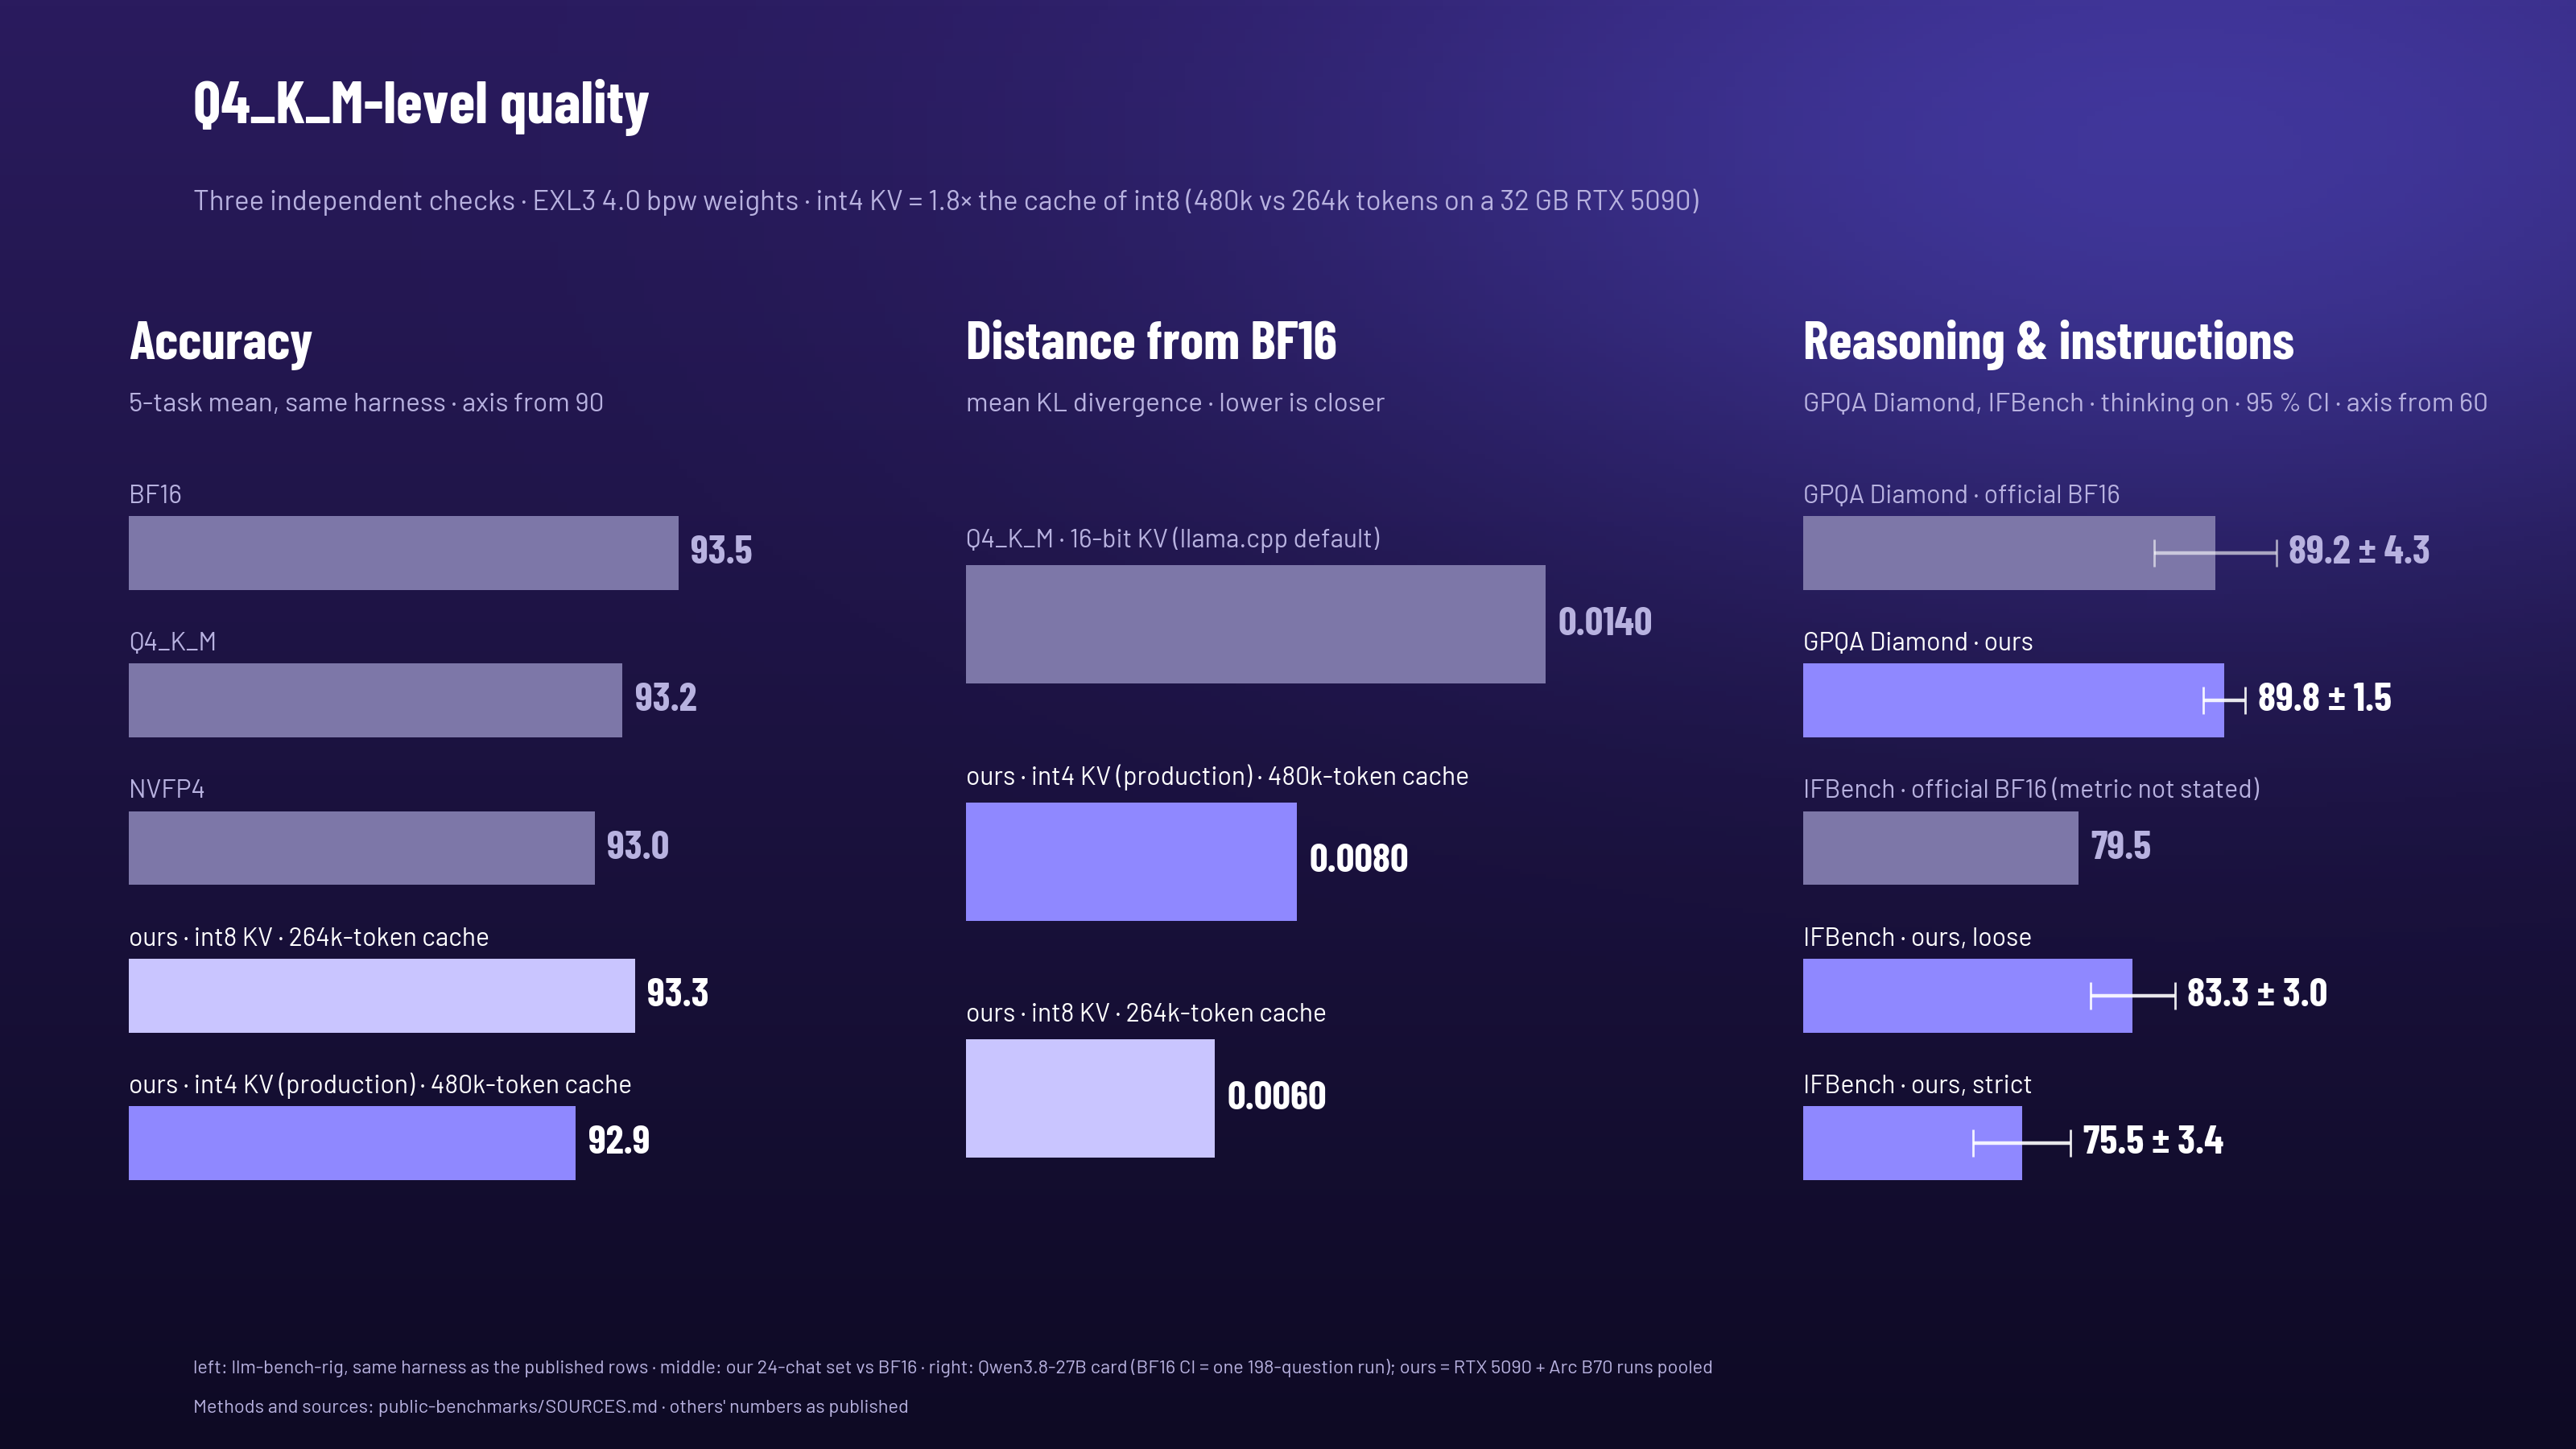 Q4_K_M-level quality
Three independent checks · EXL3 4.0 bpw weights · int4 KV = 1.8× the cache of int8 (480k vs 264k tokens on a 32 GB RTX 5090)
Accuracy
5-task mean, same harness · axis from 90
BF16
93.5
Q4_K_M
93.2
NVFP4
93.0
ours · int8 KV · 264k-token cache
93.3
ours · int4 KV (production) · 480k-token cache
92.9
Distance from BF16
mean KL divergence · lower is closer
Q4_K_M · 16-bit KV (llama.cpp default)
0.0140
ours · int4 KV (production) · 480k-token cache
0.0080
ours · int8 KV · 264k-token cache
0.0060
Reasoning & instructions
GPQA Diamond, IFBench · thinking on · 95 % CI · axis from 60
GPQA Diamond · official BF16
89.2 ± 4.3
GPQA Diamond · ours
89.8 ± 1.5
IFBench · official BF16 (metric not stated)
79.5
IFBench · ours, loose
83.3 ± 3.0
IFBench · ours, strict
75.5 ± 3.4
left: llm-bench-rig, same harness as the published rows · middle: our 24-chat set vs BF16 · right: Qwen3.8-27B card (BF16 CI = one 198-question run); ours = RTX 5090 + Arc B70 runs pooled
Methods and sources: public-benchmarks/SOURCES.md · others' numbers as published